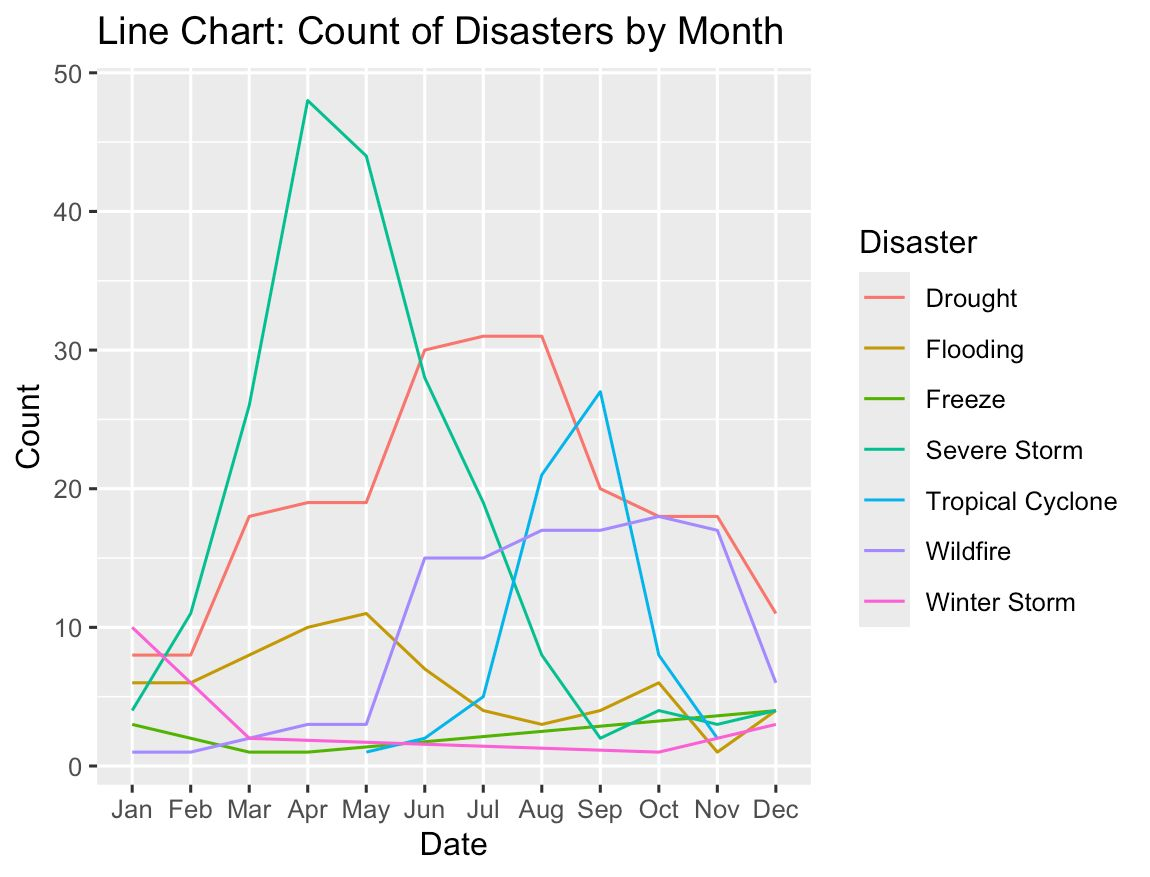 Line Chart: Count of Disasters by Month
50
40
30
20
10
0
Count
Jan Feb Mar Apr May Jun Jul Aug Sep Oct Nov Dec
Date
Disaster
Drought
Flooding
Freeze
Severe Storm
Tropical Cyclone
Wildfire
Winter Storm